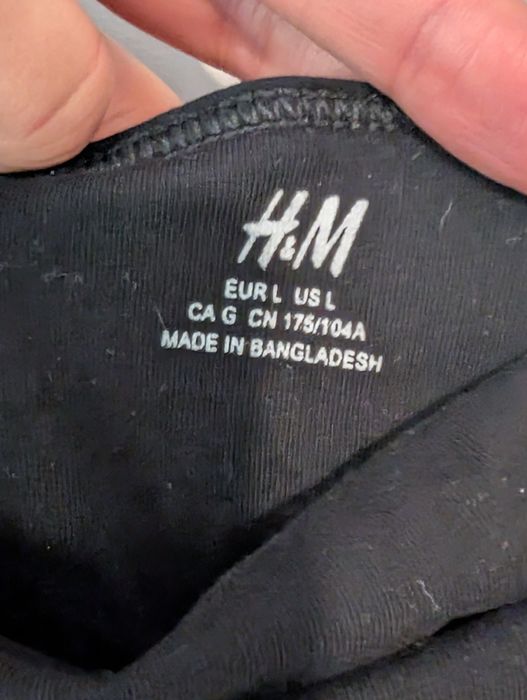 H&M
EUR L US L
CA G CN 175/104A
MADE IN BANGLADESH